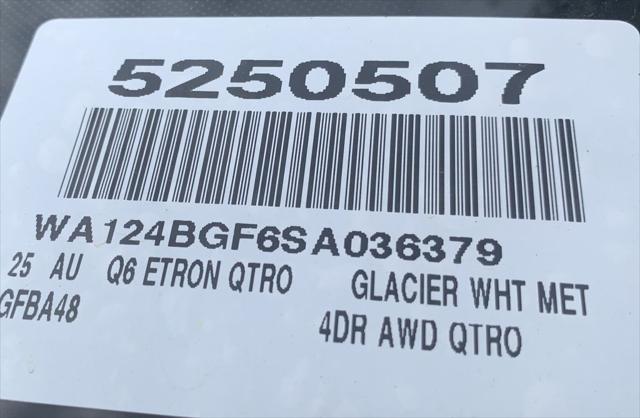 5250507
WA124BGF6SA036379
25 AU Q6 ETRON QTRO GLACIER WHT MET
GFBA48 4DR AWD QTRO